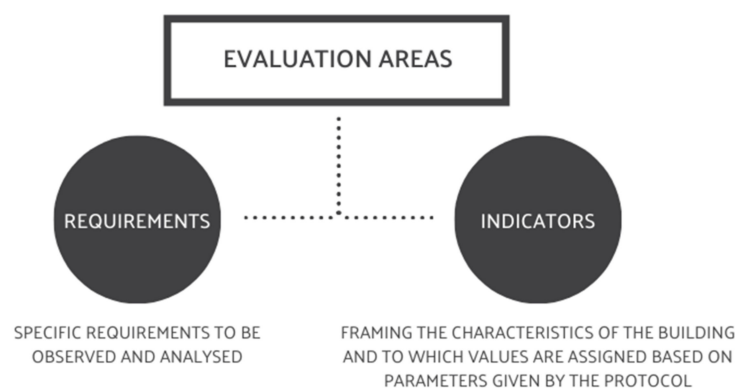 EVALUATION AREAS
REQUIREMENTS
INDICATORS
SPECIFIC REQUIREMENTS TO BE
OBSERVED AND ANALYSED
FRAMING THE CHARACTERISTICS OF THE BUILDING
AND TO WHICH VALUES ARE ASSIGNED BASED ON
PARAMETERS GIVEN BY THE PROTOCOL